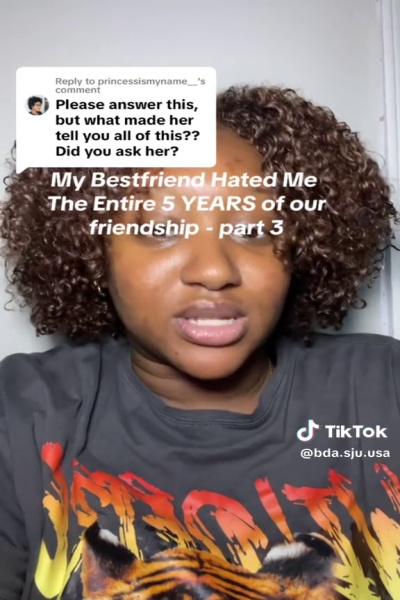 Reply to princessismyname__'s
comment
Please answer this,
but what made her
tell you all of this??
Did you ask her?
My Bestfriend Hated Me
The Entire 5 YEARS of our
friendship - part 3
TikTok
@bda.sju.usa